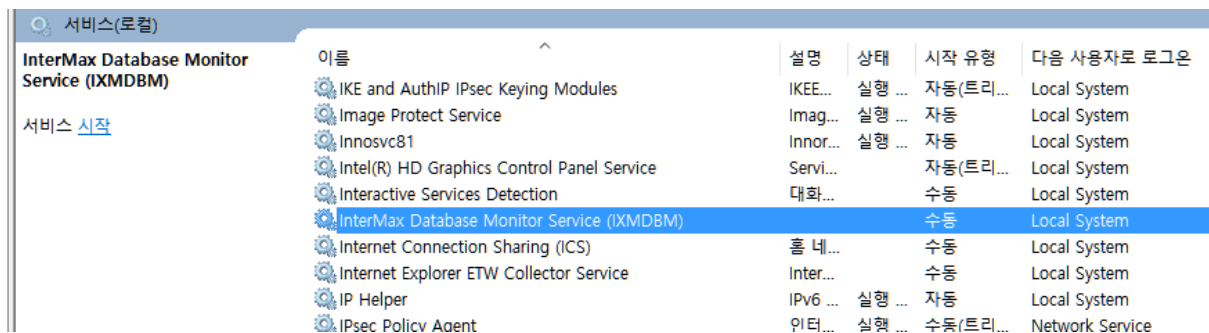 서비스(로컬)
InterMax Database Monitor
Service (IXMDBM)
서비스 시작
이름 설명 상태 시작 유형 다음 사용자로 로그온
IKE and AuthIP IPsec Keying Modules IKEE... 실행 ... 자동(트리... Local System
Image Protect Service Imag... 실행 ... 자동 Local System
Innosvc81 Innor... 실행 ... 자동 Local System
Intel(R) HD Graphics Control Panel Service Servi... 자동(트리... Local System
Interactive Services Detection 대화... 수동 Local System
InterMax Database Monitor Service (IXMDBM) 수동 Local System
Internet Connection Sharing (ICS) 홈 네... 수동 Local System
Internet Explorer ETW Collector Service Inter... 수동 Local System
IP Helper IPv6 ... 실행 ... 자동 Local System
IPsec Policy Agent 인터... 실행 ... 수동(트리... Network Service